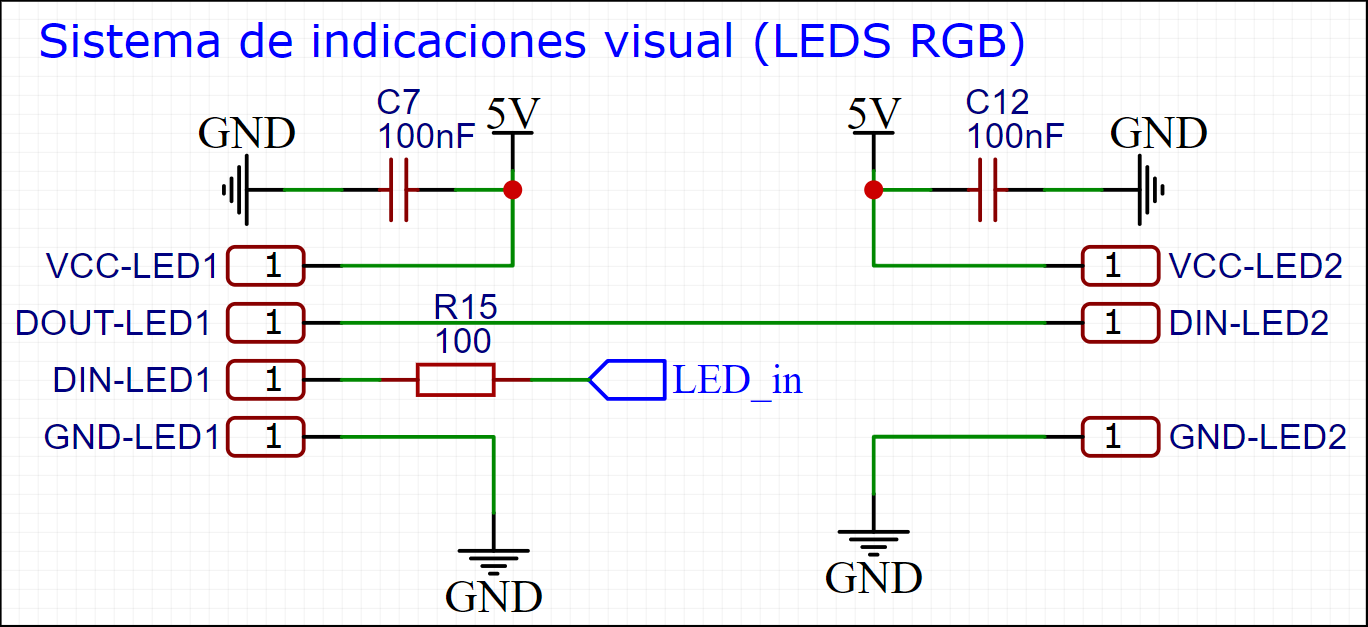 Sistema de indicaciones visual (LEDS RGB)
C7
100nF
5V
GND
5V
C12
100nF
GND
VCC-LED1 1
1 VCC-LED2
DOUT-LED1 1
1 DIN-LED2
R15
100
DIN-LED1 1
LED_in
GND-LED1 1
1 GND-LED2
GND
GND